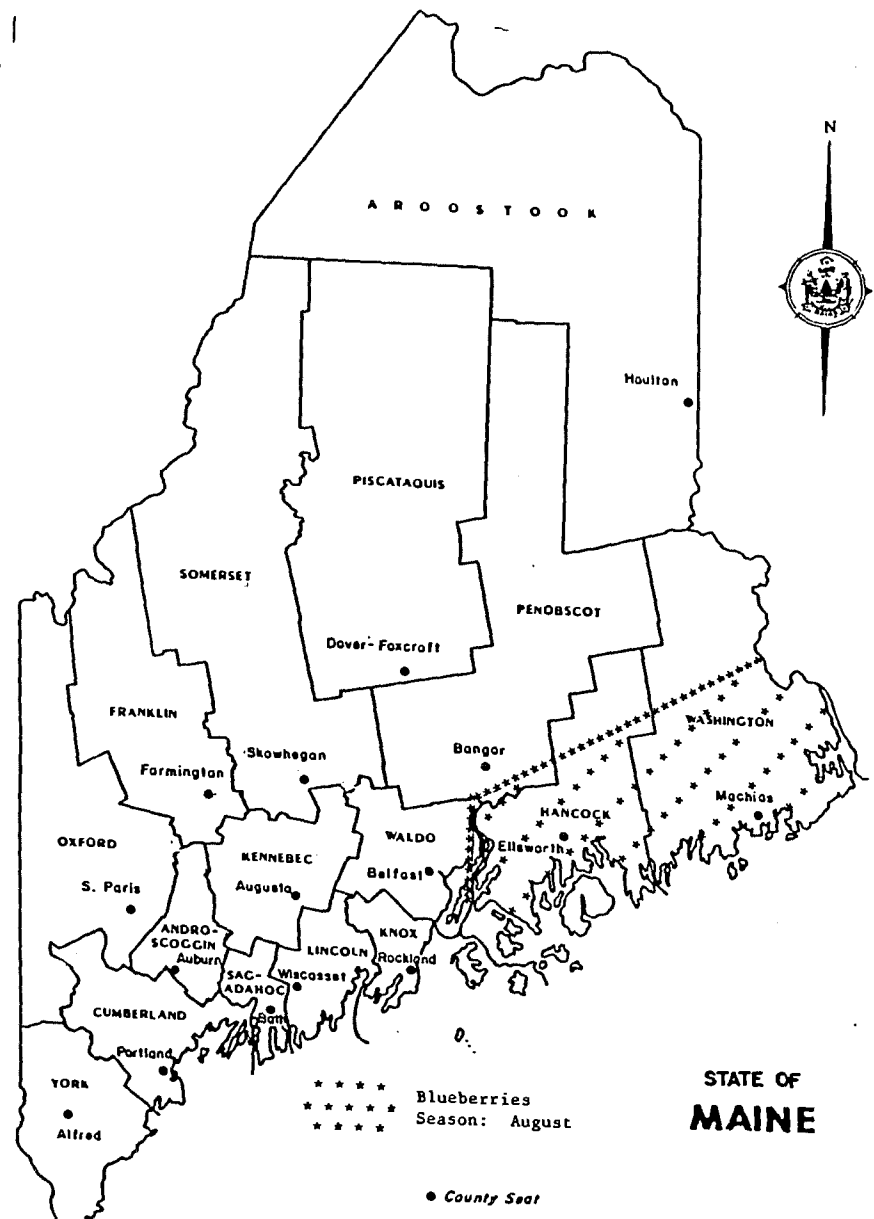 N
AROOSTOOK
Houlton
PISCATAQUIS
SOMERSET
PENOBSCOT
Dover-Foxcroft
FRANKLIN
WASHINGTON
Skowhegan
Bangor
Farmington
Machias
HANCOCK
WALDO
OXFORD
Ellsworth
KENNEBEC
Belfast
Augusta
S. Paris
KNOX
ANDRO-
SCOGGIN
LINCOLN
Auburn
Rockland
SAG-
ADAHOC
Wiscasset
CUMBERLAND
Bath
Portland
YORK
Alfred
Blueberries
Season: August
STATE OF
MAINE
County Seat